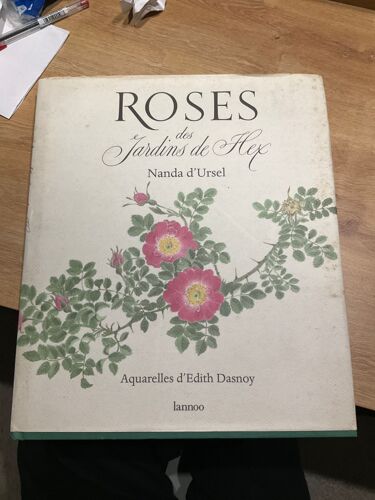 ROSES
des
Jardins de Hex
Nanda d'Ursel
Aquarelles d'Edith Dasnoy
lannoo